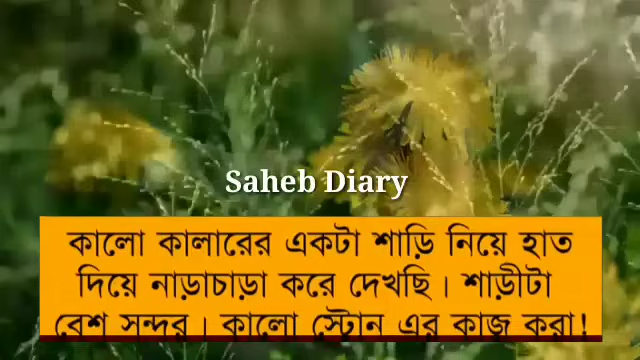 Saheb Diary
কালো কালারের একটা শাড়ি নিয়ে হাত
দিয়ে নাড়াচাড়া করে দেখছি। শাড়ীটা
বেশ সুন্দর। কালো স্টোন এর কাজ করা!